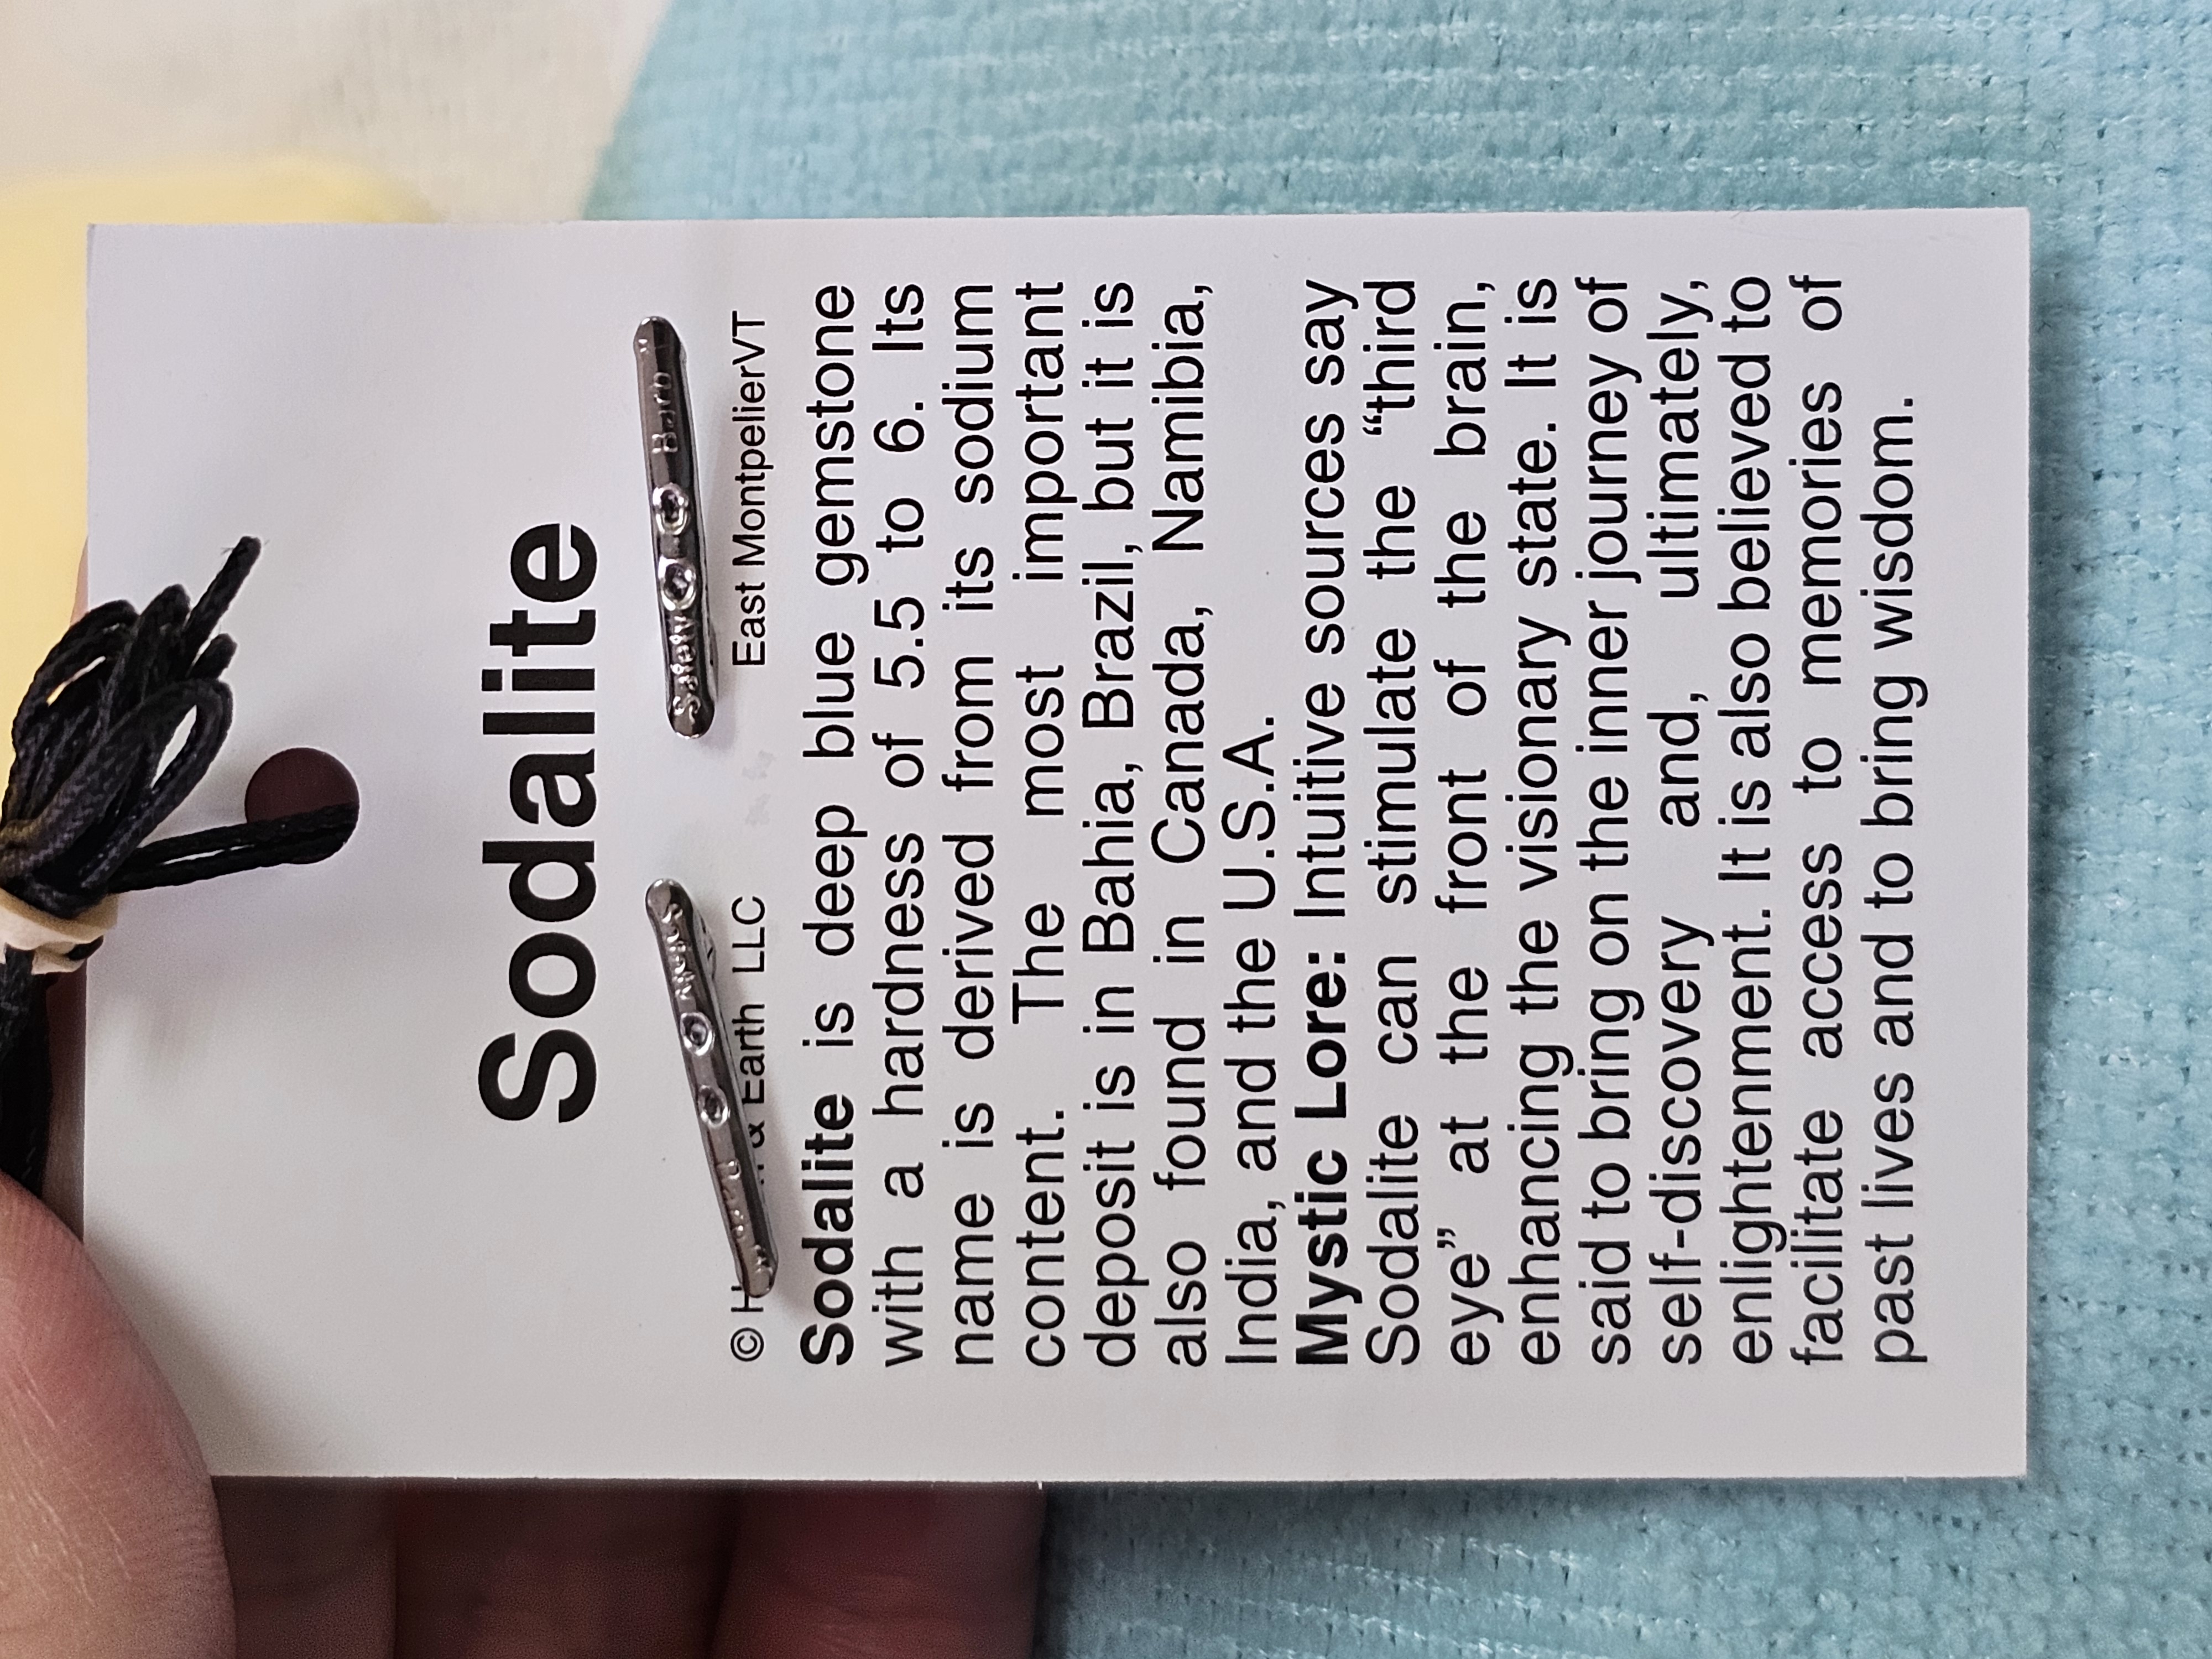 Sodalite
© & Earth LLC East MontpelierVT
Sodalite is deep blue gemstone
with a hardness of 5.5 to 6. Its
name is derived from its sodium
content. The most important
deposit is in Bahia, Brazil, but it is
also found in Canada, Namibia,
India, and the U.S.A.
Mystic Lore: Intuitive sources say
Sodalite can stimulate the “third
eye” at the front of the brain,
enhancing the visionary state. It is
said to bring on the inner journey of
self-discovery and, ultimately,
enlightenment. It is also believed to
facilitate access to memories of
past lives and to bring wisdom.